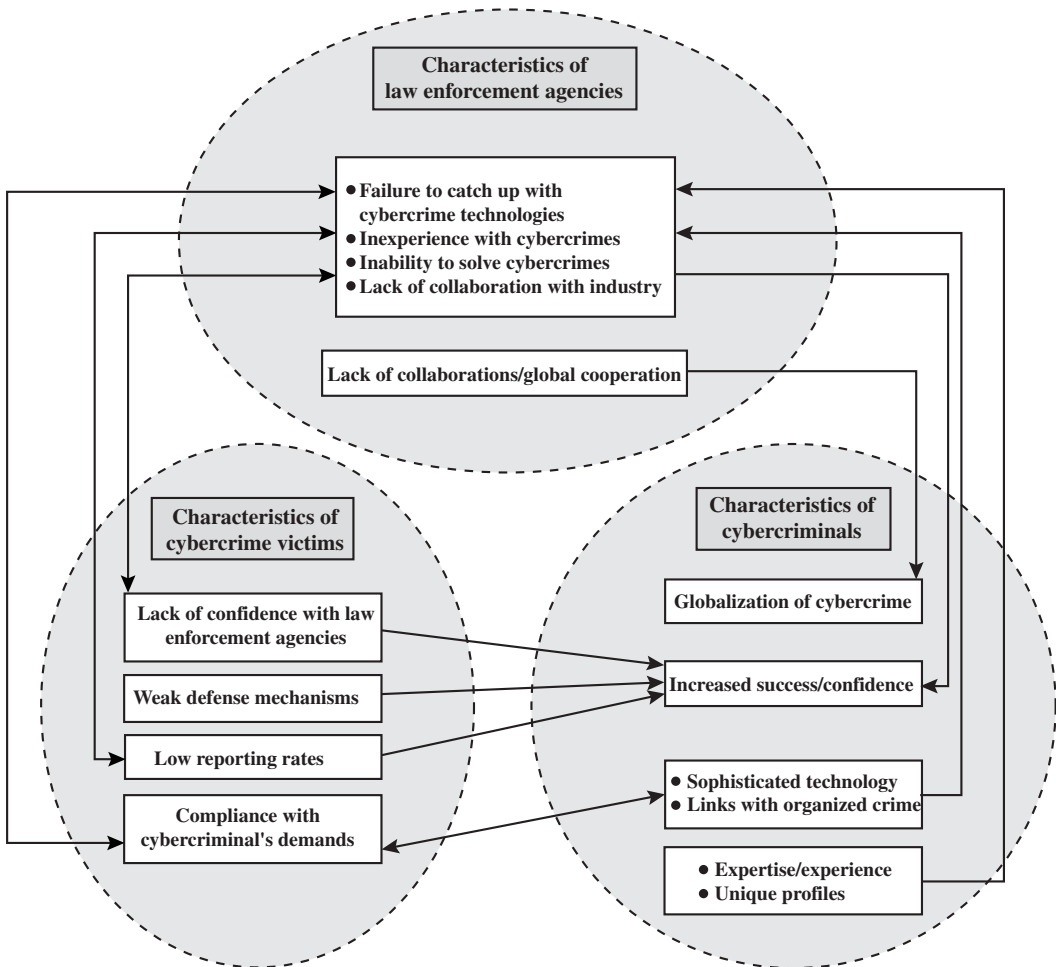 Characteristics of
law enforcement agencies
● Failure to catch up with
cybercrime technologies
● Inexperience with cybercrimes
● Inability to solve cybercrimes
● Lack of collaboration with industry
Lack of collaborations/global cooperation
Characteristics of
cybercrime victims
Lack of confidence with law
enforcement agencies
Weak defense mechanisms
Low reporting rates
Compliance with
cybercriminal's demands
Characteristics of
cybercriminals
Globalization of cybercrime
Increased success/confidence
● Sophisticated technology
● Links with organized crime
● Expertise/experience
● Unique profiles